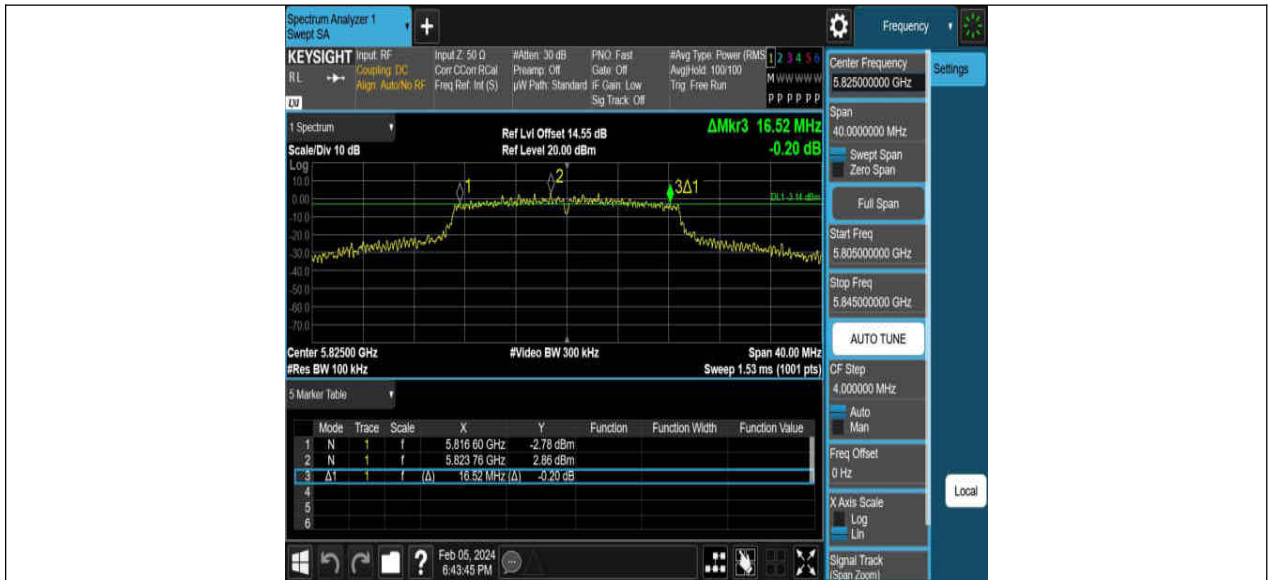 Spectrum Analyzer 1
Swept SA
+
Frequency
KEYSIGHT
RL
Input: RF
Coupling: DC
Align: Auto/No RF
Input Z: 50 Ω
Corr CCorr RCal
Freq Ref: Int (S)
#Atten: 30 dB
Preamp: Off
µW Path: Standard
PNO: Fast
Gate: Off
IF Gain: Low
Sig Track: Off
#Avg Type: Power (RMS
Avg|Hold: 100/100
Trig: Free Run
1 2 3 4 5 6
M W W W W W
P P P P P P
Center Frequency
5.825000000 GHz
Settings
Span
40.0000000 MHz
Swept Span
Zero Span
Full Span
Start Freq
5.805000000 GHz
Stop Freq
5.845000000 GHz
AUTO TUNE
CF Step
4.000000 MHz
Auto
Man
Freq Offset
0 Hz
X Axis Scale
Log
Lin
Signal Track
(Span Zoom)
Local
1 Spectrum
Scale/Div 10 dB
Ref Lvl Offset 14.55 dB
Ref Level 20.00 dBm
ΔMkr3 16.52 MHz
-0.20 dB
Log
10.0
0.00
-10.0
-20.0
-30.0
-40.0
-50.0
-60.0
-70.0
1
2
3Δ1
DL1 -3.14 dBm
Center 5.82500 GHz
#Video BW 300 kHz
Span 40.00 MHz
#Res BW 100 kHz
Sweep 1.53 ms (1001 pts)
5 Marker Table
Mode Trace Scale X Y Function Function Width Function Value
1 N 1 f 5.816 60 GHz -2.78 dBm
2 N 1 f 5.823 76 GHz 2.86 dBm
3 Δ1 1 f (Δ) 16.52 MHz (Δ) -0.20 dB
4
5
6
?
Feb 05, 2024
6:43:45 PM